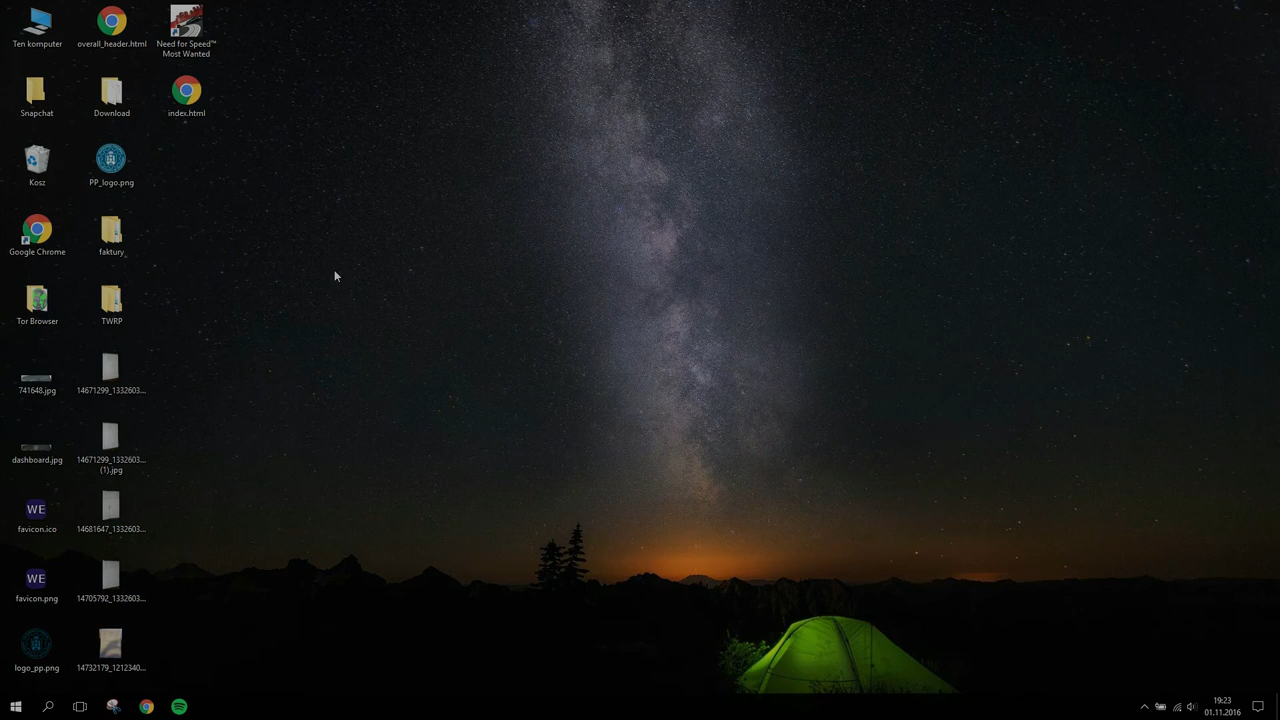 Ten komputer
overall_header.html
Need for Speed™
Most Wanted
Snapchat
Download
index.html
Kosz
PP_logo.png
Google Chrome
faktury
Tor Browser
TWRP
741648.jpg
14671299_1332603...
dashboard.jpg
14671299_1332603...
(1).jpg
WE
favicon.ico
14681647_1332603...
WE
favicon.png
14705792_1332603...
logo_pp.png
14732179_1212340...
19:23
01.11.2016